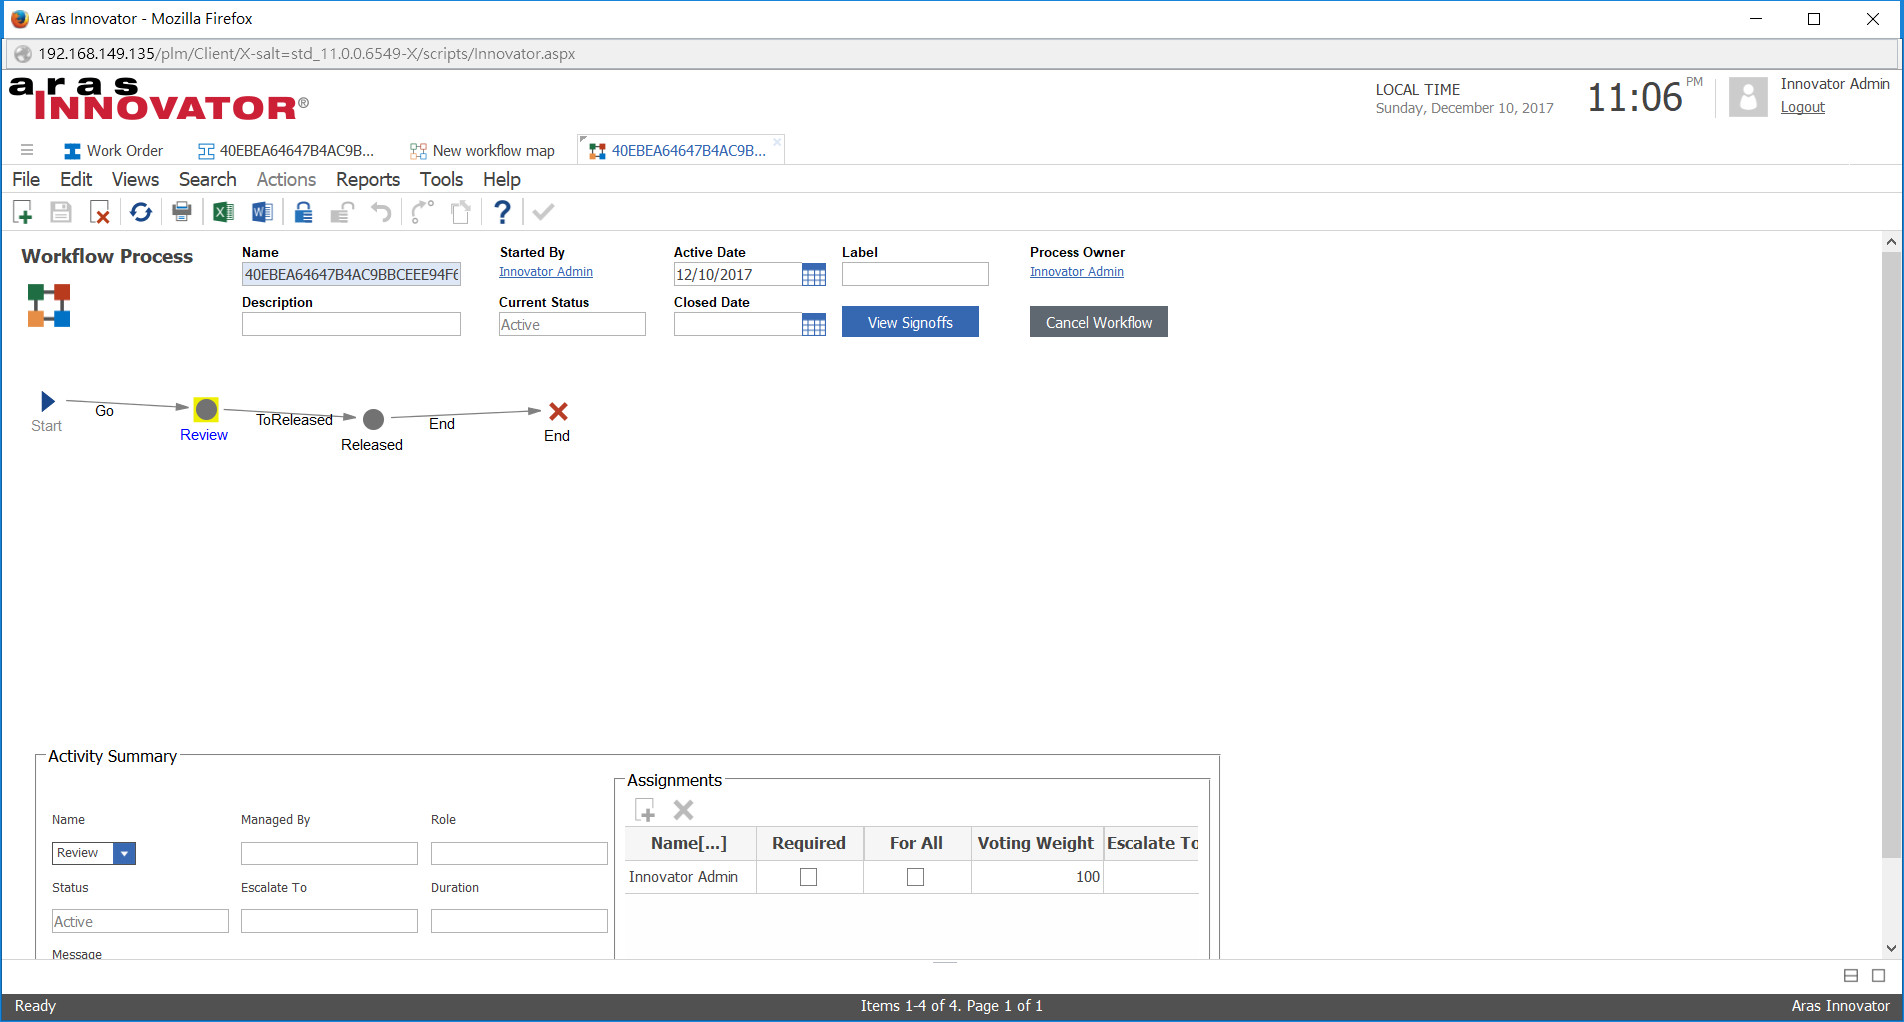 Aras Innovator - Mozilla Firefox
192.168.149.135/plm/Client/X-salt=std_11.0.0.6549-X/scripts/Innovator.aspx
aras
INNOVATOR®
LOCAL TIME
Sunday, December 10, 2017
11:06 PM
Innovator Admin
Logout
Work Order
40EBEA64647B4AC9B...
New workflow map
40EBEA64647B4AC9B...
File Edit Views Search Actions Reports Tools Help
Workflow Process
Name
40EBEA64647B4AC9BBCEEE94F6
Started By
Innovator Admin
Active Date
12/10/2017
Label
Process Owner
Innovator Admin
Description
Current Status
Active
Closed Date
View Signoffs
Cancel Workflow
Start
Go
Review
ToReleased
Released
End
End
Activity Summary
Name
Managed By
Role
Review
Status
Escalate To
Duration
Active
Message
Assignments
Name[...] Required For All Voting Weight Escalate To
Innovator Admin 100
Ready
Items 1-4 of 4. Page 1 of 1
Aras Innovator